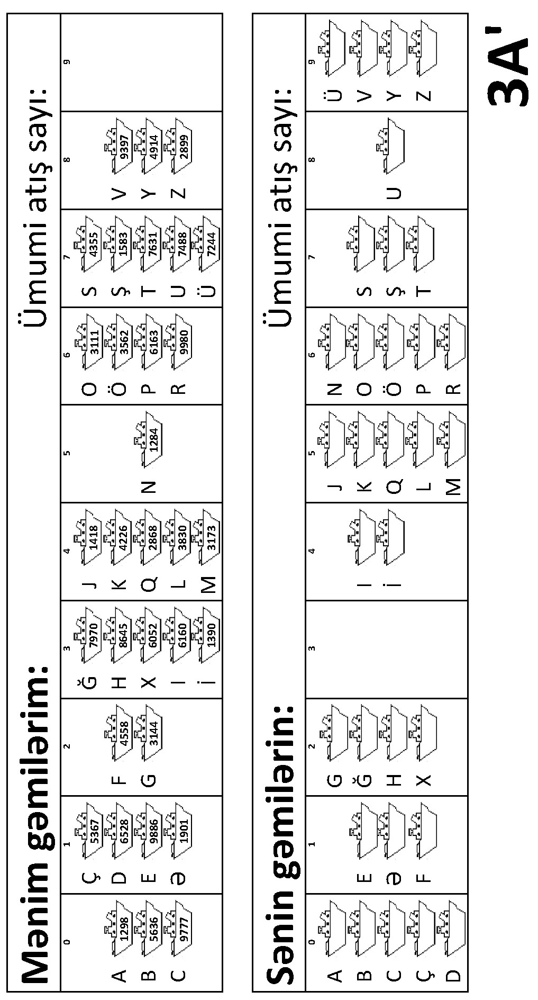 Mənim gəmilərim: Ümumi atış sayı:
0 1 2 3 4 5 6 7 8 9
A 1298
B 5636
C 9777
Ç 5367
D 6528
E 9886
Ə 1901
F 4558
G 3144
Ğ 7970
H 8645
X 6052
I 6160
İ 1390
J 1418
K 4226
Q 2868
L 3830
M 3173
N 1284
O 3111
Ö 3562
P 6163
R 9980
S 4355
Ş 1583
T 7631
U 7488
Ü 7244
V 9397
Y 4914
Z 2899
Sənin gəmilərin: Ümumi atış sayı:
0 1 2 3 4 5 6 7 8 9
A
B
C
Ç
D
E
Ə
F
G
Ğ
H
X
I
İ
J
K
Q
L
M
N
O
Ö
P
R
S
Ş
T
U
Ü
V
Y
Z
3A'